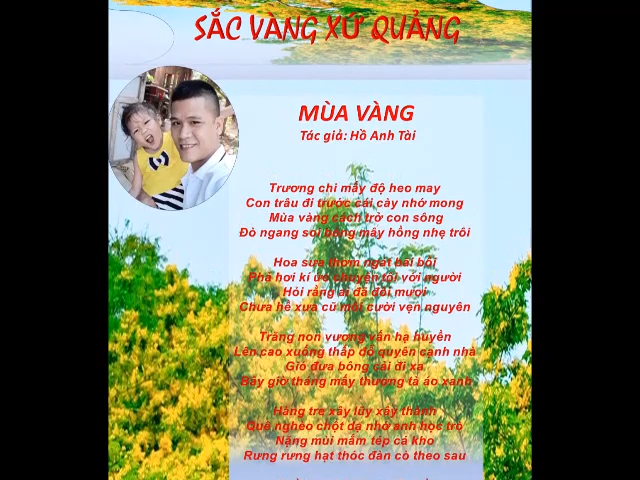 SẮC VÀNG XỨ QUẢNG
MÙA VÀNG
Tác giả: Hồ Anh Tài
Trương chi mấy độ heo may
Con trâu đi trước cái cày nhớ mong
Mùa vàng cách trở con sông
Đò ngang soi bóng mây hồng nhẹ trôi
Hoa sưa thơm ngát bãi bồi
Phả hơi kí ức chuyện tôi với người
Hỏi rằng ai đã đôi mươi
Chưa hề xưa cũ môi cười vẹn nguyên
Trăng non vương vấn hạ huyền
Lên cao xuống thấp đỗ quyên cạnh nhà
Gió đưa bông cải đi xa
Bây giờ tháng mấy thương tà áo xanh
Hàng tre xây lũy xây thành
Quê nghèo chót dạ nhớ anh học trò
Nặng mùi mắm tép cá kho
Rưng rưng hạt thóc đàn cò theo sau